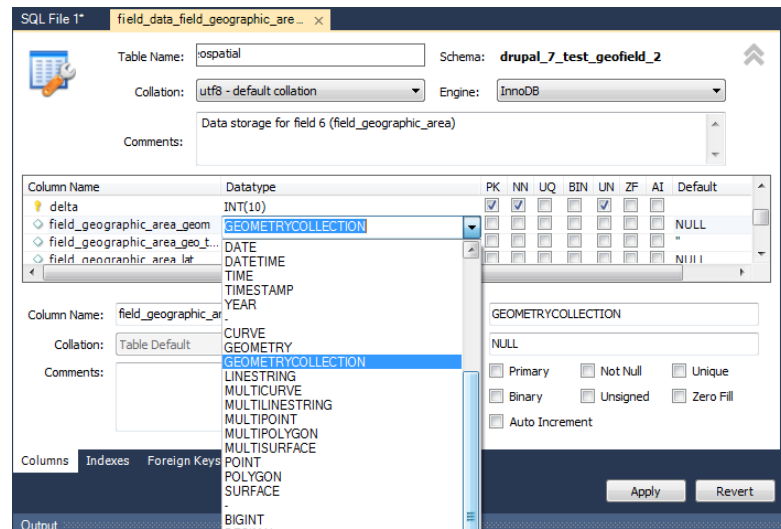 SQL File 1*
field_data_field_geographic_are...
Table Name: ospatial Schema: drupal_7_test_geofield_2
Collation: utf8 - default collation Engine: InnoDB
Comments: Data storage for field 6 (field_geographic_area)
Column Name Datatype PK NN UQ BIN UN ZF AI Default
delta INT(10)
field_geographic_area_geom GEOMETRYCOLLECTION NULL
field_geographic_area_geo_t... ''
field_geographic_area_lat NULL
DATE
DATETIME
TIME
TIMESTAMP
YEAR
-
CURVE
GEOMETRY
GEOMETRYCOLLECTION
LINESTRING
MULTICURVE
MULTILINESTRING
MULTIPOINT
MULTIPOLYGON
MULTISURFACE
POINT
POLYGON
SURFACE
-
BIGINT
Column Name: field_geographic_ar GEOMETRYCOLLECTION
Collation: Table Default NULL
Comments: Primary Not Null Unique
Binary Unsigned Zero Fill
Auto Increment
Columns Indexes Foreign Keys
Apply Revert
Output